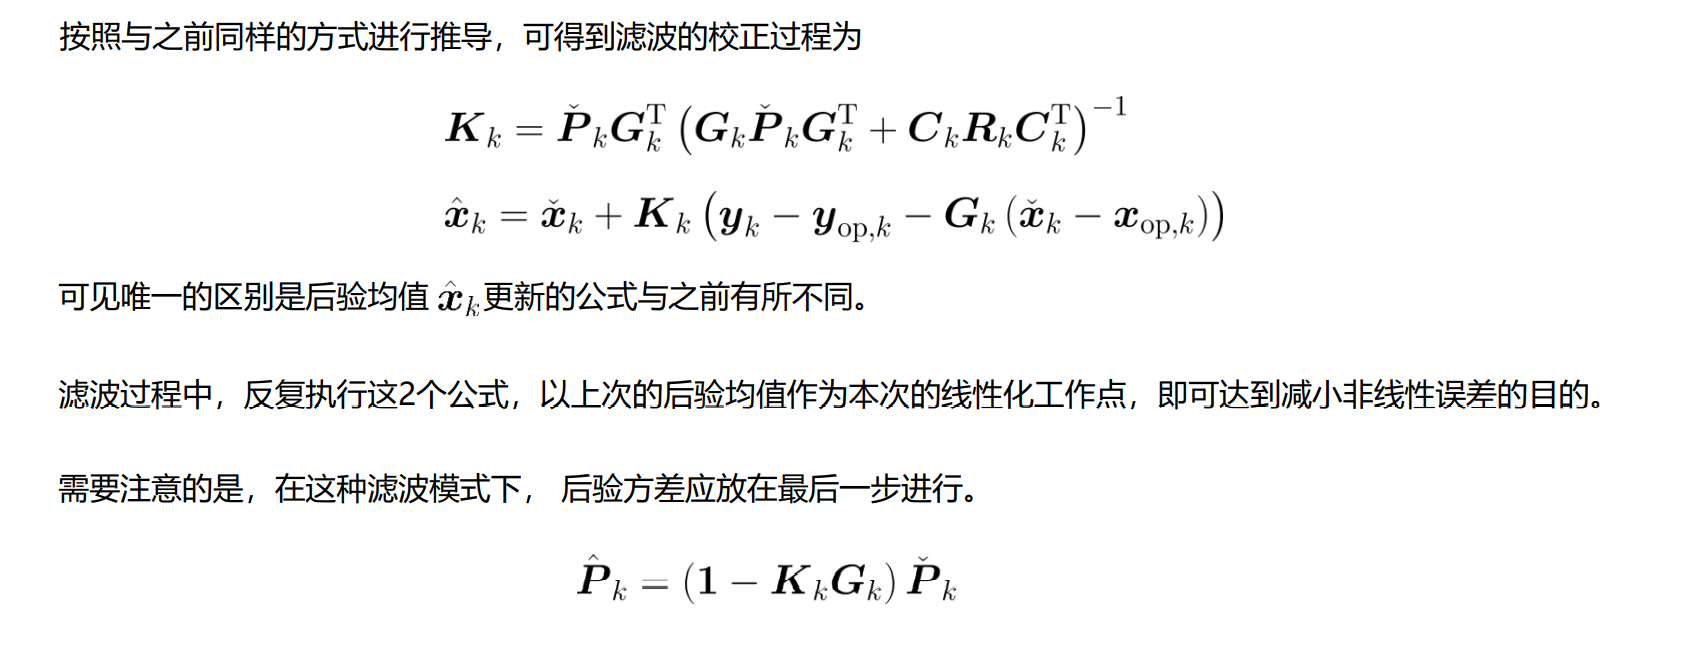 按照与之前同样的方式进行推导，可得到滤波的校正过程为
$\boldsymbol{K}_k = \check{\boldsymbol{P}}_k \boldsymbol{G}_k^{\mathrm{T}} \left( \boldsymbol{G}_k \check{\boldsymbol{P}}_k \boldsymbol{G}_k^{\mathrm{T}} + \boldsymbol{C}_k \boldsymbol{R}_k \boldsymbol{C}_k^{\mathrm{T}} \right)^{-1}$
$\hat{\boldsymbol{x}}_k = \check{\boldsymbol{x}}_k + \boldsymbol{K}_k \left( \boldsymbol{y}_k - \boldsymbol{y}_{\mathrm{op},k} - \boldsymbol{G}_k \left( \check{\boldsymbol{x}}_k - \boldsymbol{x}_{\mathrm{op},k} \right) \right)$
可见唯一的区别是后验均值 $\hat{\boldsymbol{x}}_k$更新的公式与之前有所不同。
滤波过程中，反复执行这2个公式，以上次的后验均值作为本次的线性化工作点，即可达到减小非线性误差的目的。
需要注意的是，在这种滤波模式下， 后验方差应放在最后一步进行。
$\hat{\boldsymbol{P}}_k = \left( \mathbf{1} - \boldsymbol{K}_k \boldsymbol{G}_k \right) \check{\boldsymbol{P}}_k$